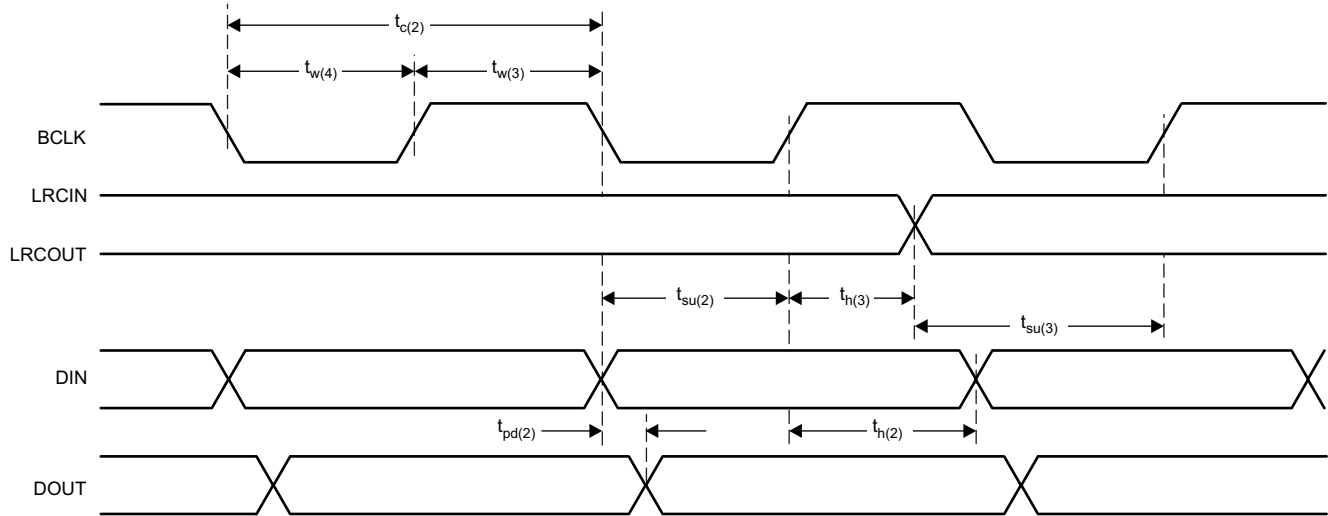 t_c(2)
t_w(4) t_w(3)
BCLK
LRCIN
LRCOUT
t_su(2) t_h(3)
t_su(3)
DIN
t_pd(2) t_h(2)
DOUT